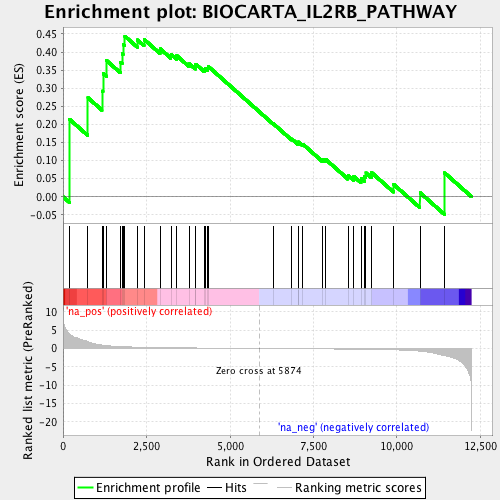 Enrichment plot: BIOCARTA_IL2RB_PATHWAY
Enrichment score (ES)
0.45
0.40
0.35
0.30
0.25
0.20
0.15
0.10
0.05
0.00
-0.05
'na_pos' (positively correlated)
Ranked list metric (PreRanked)
10
5
0
-5
-10
-15
-20
Zero cross at 5874
'na_neg' (negatively correlated)
0
2,500
5,000
7,500
10,000
12,500
Rank in Ordered Dataset
Enrichment profile
Hits
Ranking metric scores